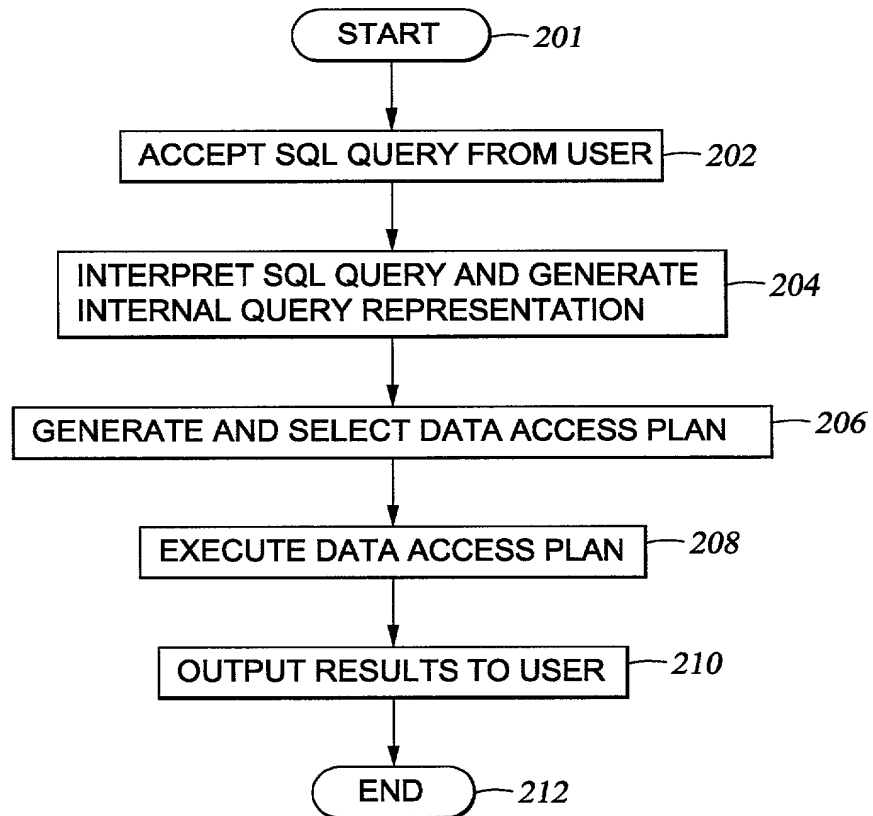 START 201
ACCEPT SQL QUERY FROM USER 202
INTERPRET SQL QUERY AND GENERATE
INTERNAL QUERY REPRESENTATION 204
GENERATE AND SELECT DATA ACCESS PLAN 206
EXECUTE DATA ACCESS PLAN 208
OUTPUT RESULTS TO USER 210
END 212